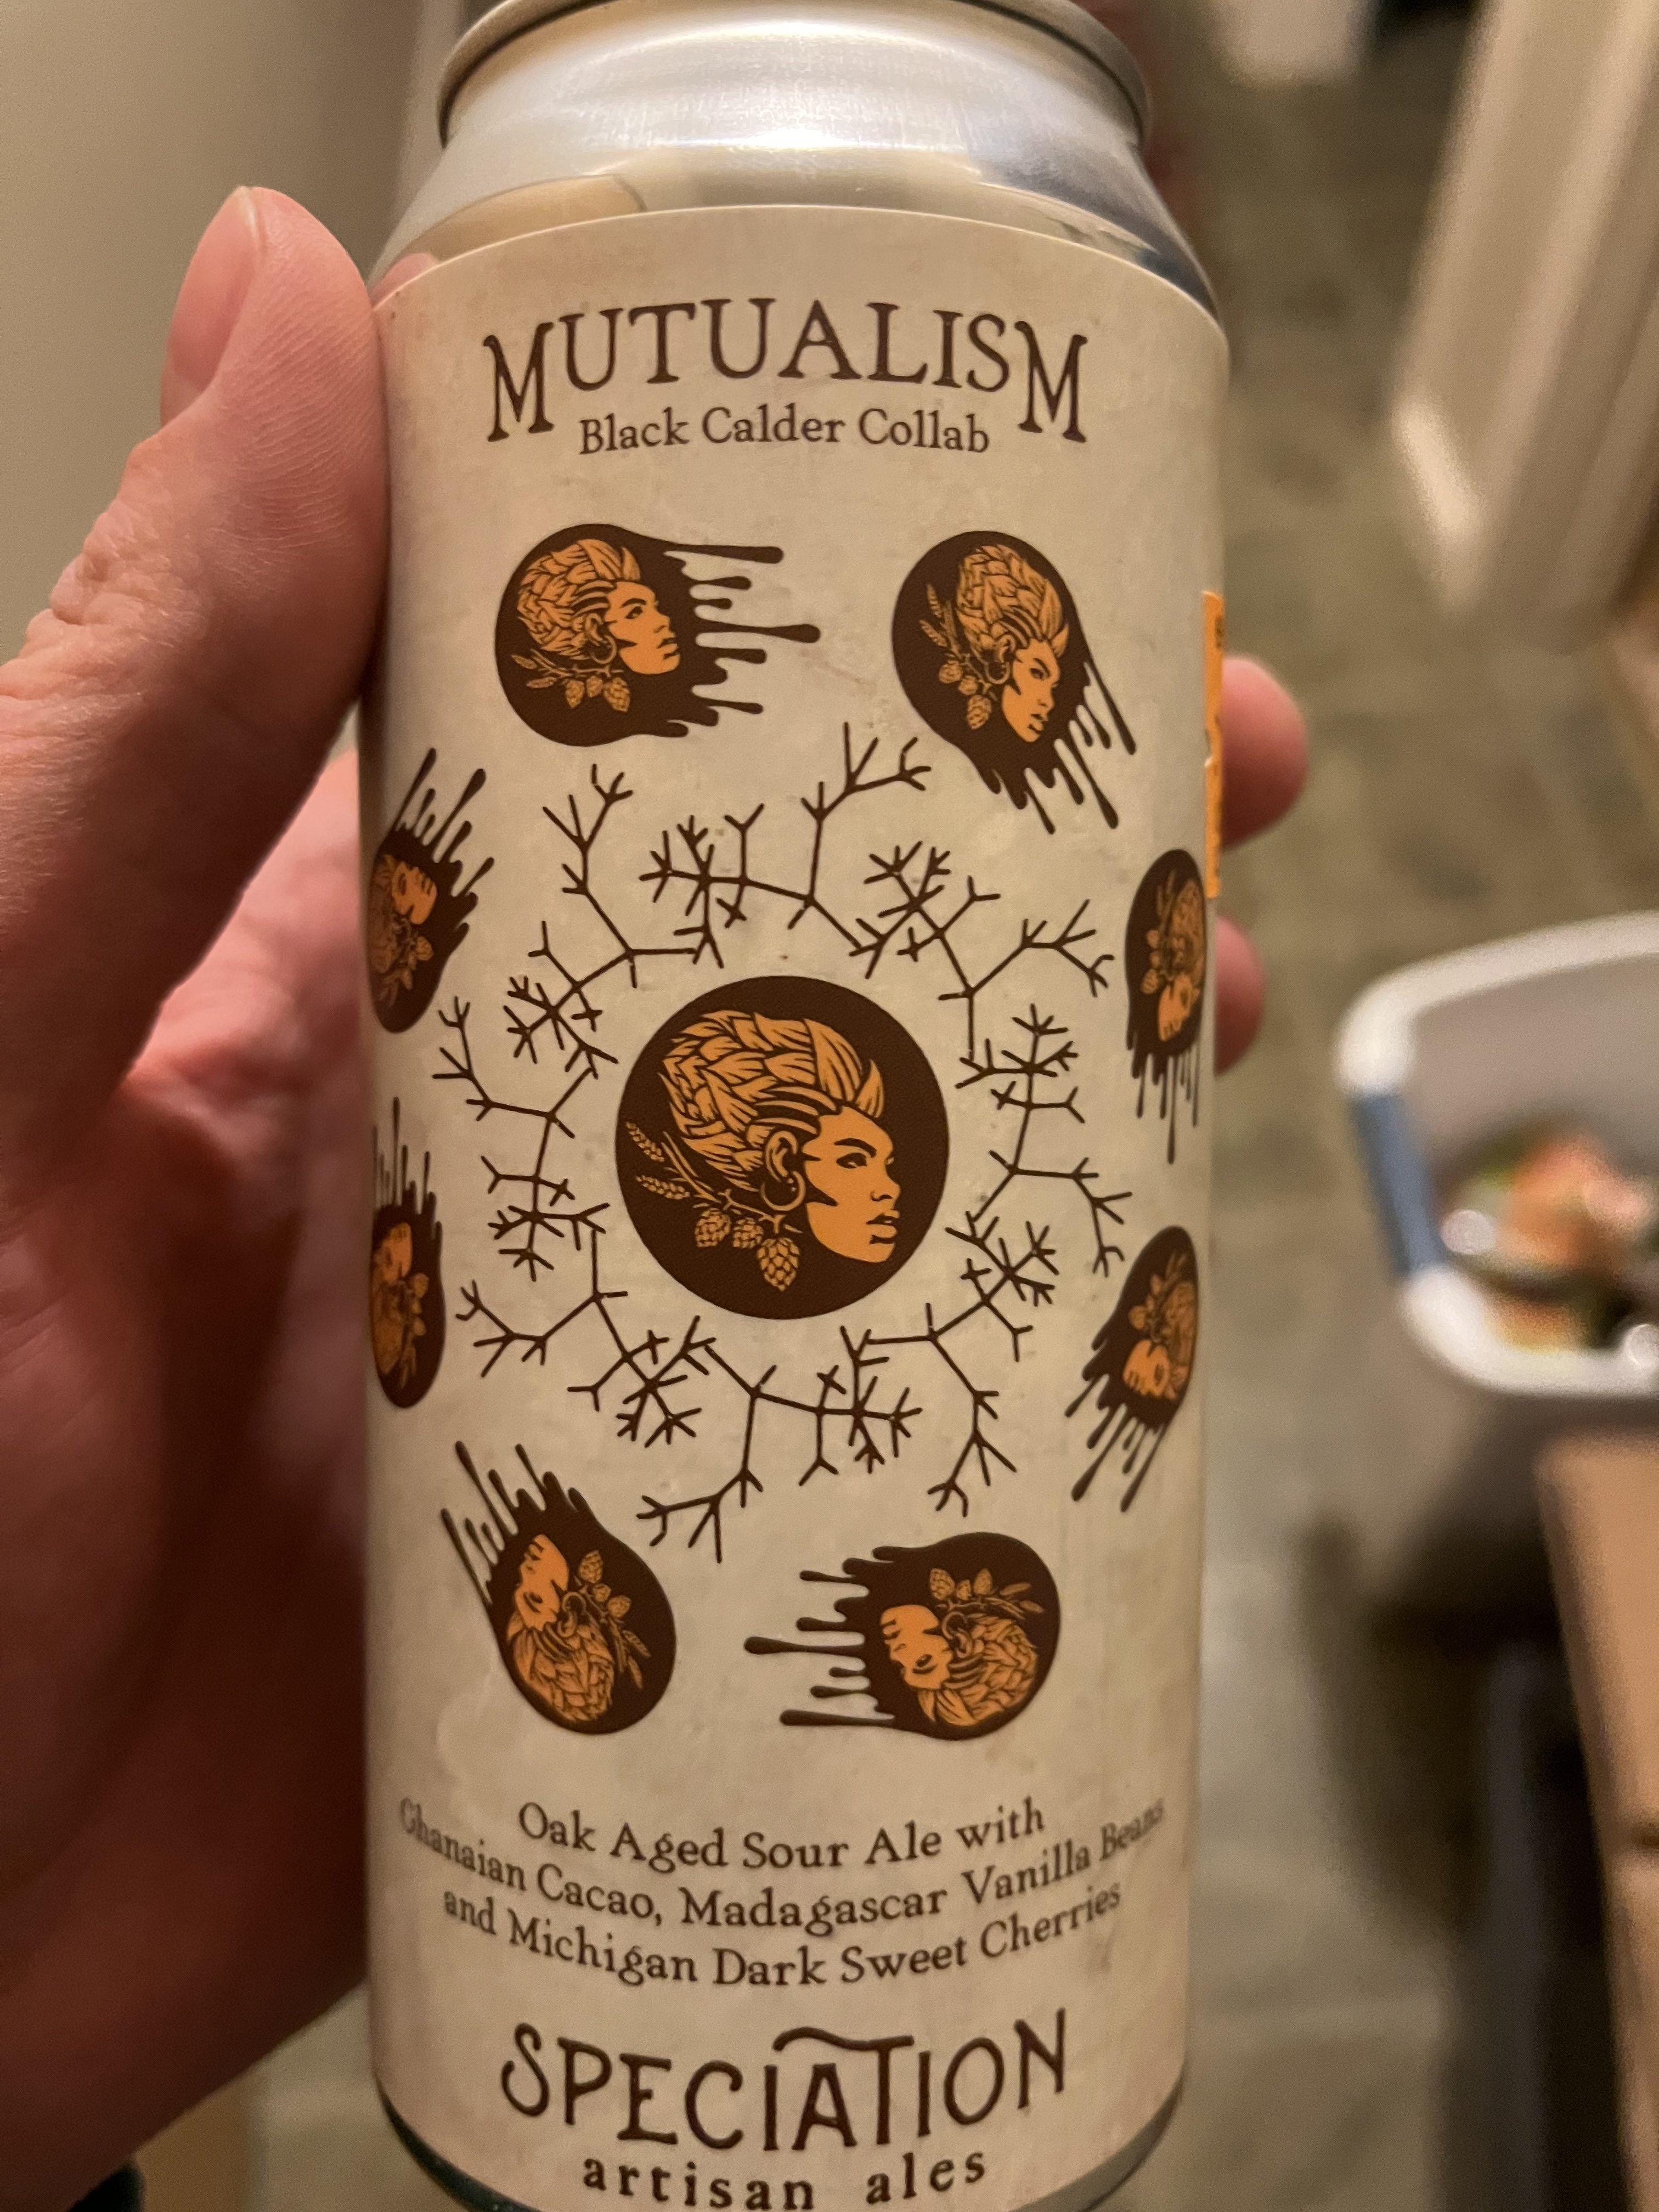 MUTUALISM
Black Calder Collab
Oak Aged Sour Ale with
Ghanaian Cacao, Madagascar Vanilla Beans
and Michigan Dark Sweet Cherries
SPECIATION
artisan ales